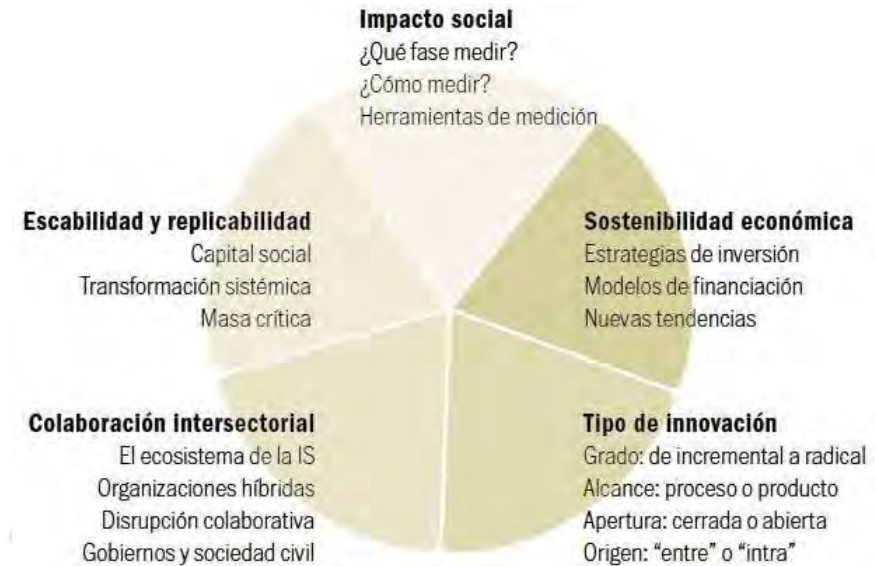 Impacto social
¿Qué fase medir?
¿Cómo medir?
Herramientas de medición
Escabilidad y replicabilidad
Capital social
Transformación sistémica
Masa crítica
Sostenibilidad económica
Estrategias de inversión
Modelos de financiación
Nuevas tendencias
Colaboración intersectorial
El ecosistema de la IS
Organizaciones híbridas
Disrupción colaborativa
Gobiernos y sociedad civil
Tipo de innovación
Grado: de incremental a radical
Alcance: proceso o producto
Apertura: cerrada o abierta
Origen: “entre” o “intra”